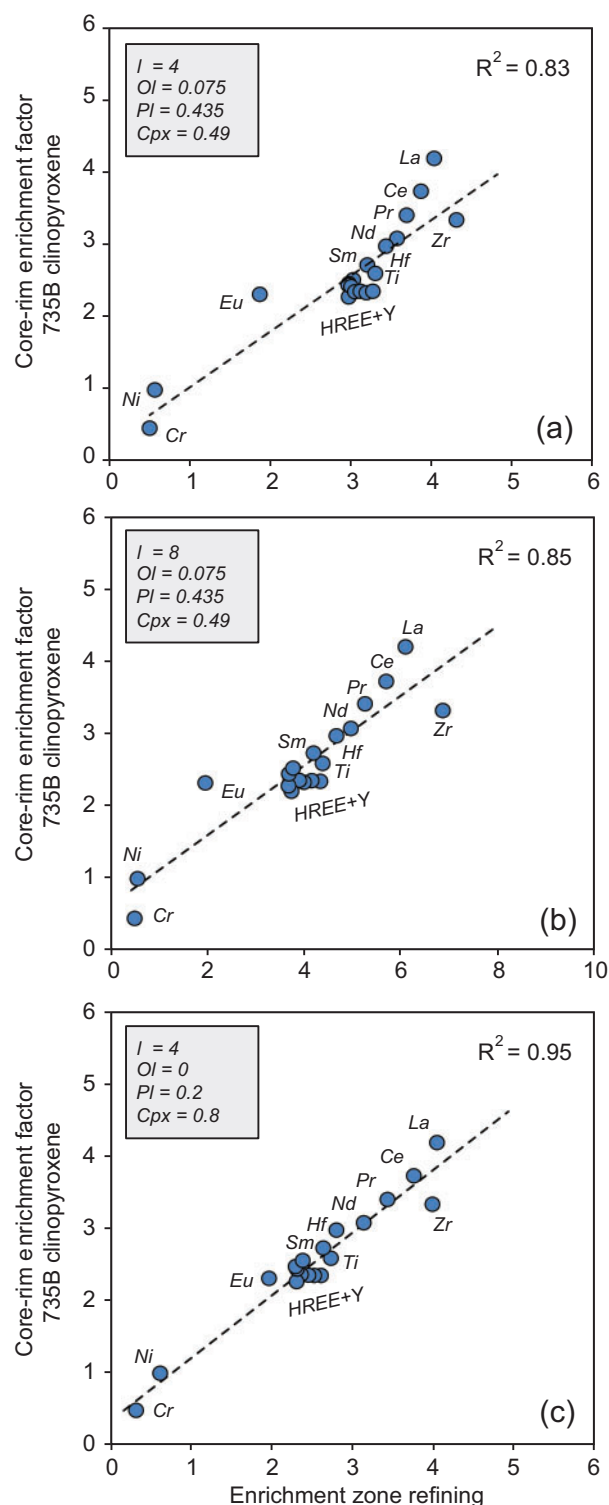 6
5
4
3
2
1
0
Core-rim enrichment factor
735B clinopyroxene
I = 4
Ol = 0.075
Pl = 0.435
Cpx = 0.49
R² = 0.83
La
Ce
Pr
Nd
Zr
Sm
Hf
Ti
Eu
HREE+Y
Ni
Cr
(a)
0 1 2 3 4 5 6
6
5
4
3
2
1
0
Core-rim enrichment factor
735B clinopyroxene
I = 8
Ol = 0.075
Pl = 0.435
Cpx = 0.49
R² = 0.85
La
Ce
Pr
Nd
Zr
Sm
Hf
Ti
Eu
HREE+Y
Ni
Cr
(b)
0 2 4 6 8 10
6
5
4
3
2
1
0
Core-rim enrichment factor
735B clinopyroxene
I = 4
Ol = 0
Pl = 0.2
Cpx = 0.8
R² = 0.95
La
Ce
Pr
Nd
Zr
Hf
Sm
Ti
Eu
HREE+Y
Ni
Cr
(c)
0 1 2 3 4 5 6
Enrichment zone refining